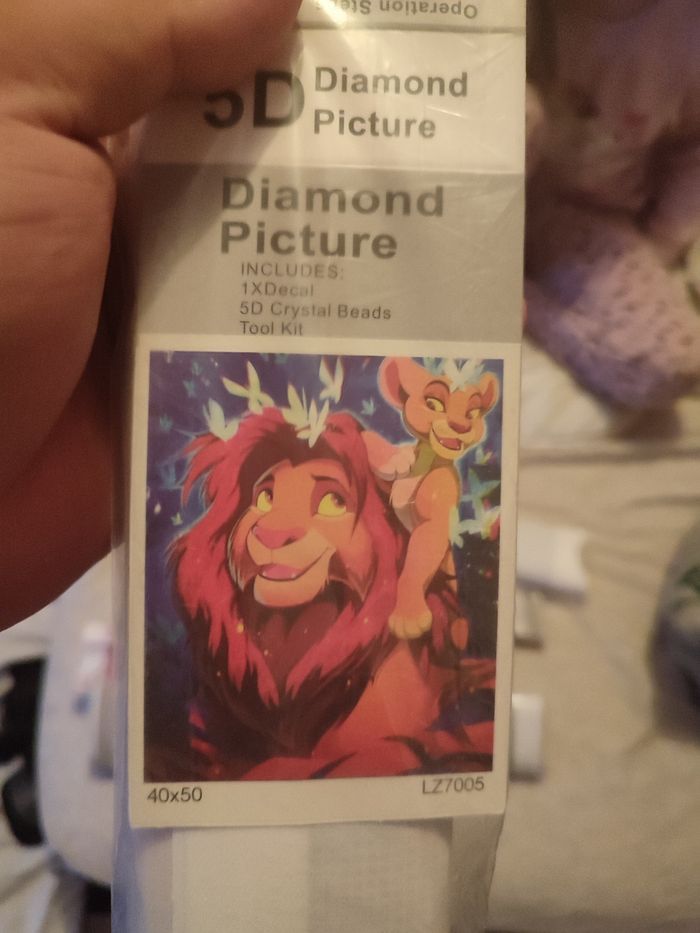 Operation Ste
5D Diamond
Picture
Diamond
Picture
INCLUDES:
1XDecal
5D Crystal Beads
Tool Kit
40x50
LZ7005